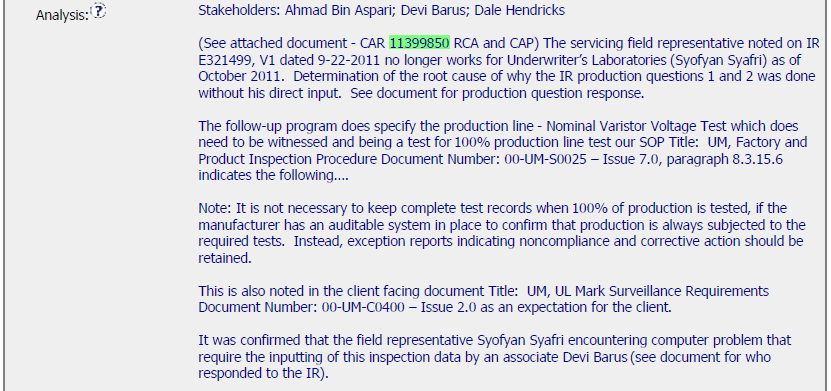 Analysis: ?
Stakeholders: Ahmad Bin Aspari; Devi Barus; Dale Hendricks
(See attached document - CAR 11399850 RCA and CAP) The servicing field representative noted on IR
E321499, V1 dated 9-22-2011 no longer works for Underwriter's Laboratories (Syofyan Syafri) as of
October 2011.  Determination of the root cause of why the IR production questions 1 and 2 was done
without his direct input.  See document for production question response.
The follow-up program does specify the production line - Nominal Varistor Voltage Test which does
need to be witnessed and being a test for 100% production line test our SOP Title:  UM, Factory and
Product Inspection Procedure Document Number: 00-UM-S0025 – Issue 7.0, paragraph 8.3.15.6
indicates the following....
Note: It is not necessary to keep complete test records when 100% of production is tested, if the
manufacturer has an auditable system in place to confirm that production is always subjected to the
required tests.  Instead, exception reports indicating noncompliance and corrective action should be
retained.
This is also noted in the client facing document Title:  UM, UL Mark Surveillance Requirements
Document Number: 00-UM-C0400 – Issue 2.0 as an expectation for the client.
It was confirmed that the field representative Syofyan Syafri encountering computer problem that
require the inputting of this inspection data by an associate Devi Barus (see document for who
responded to the IR).